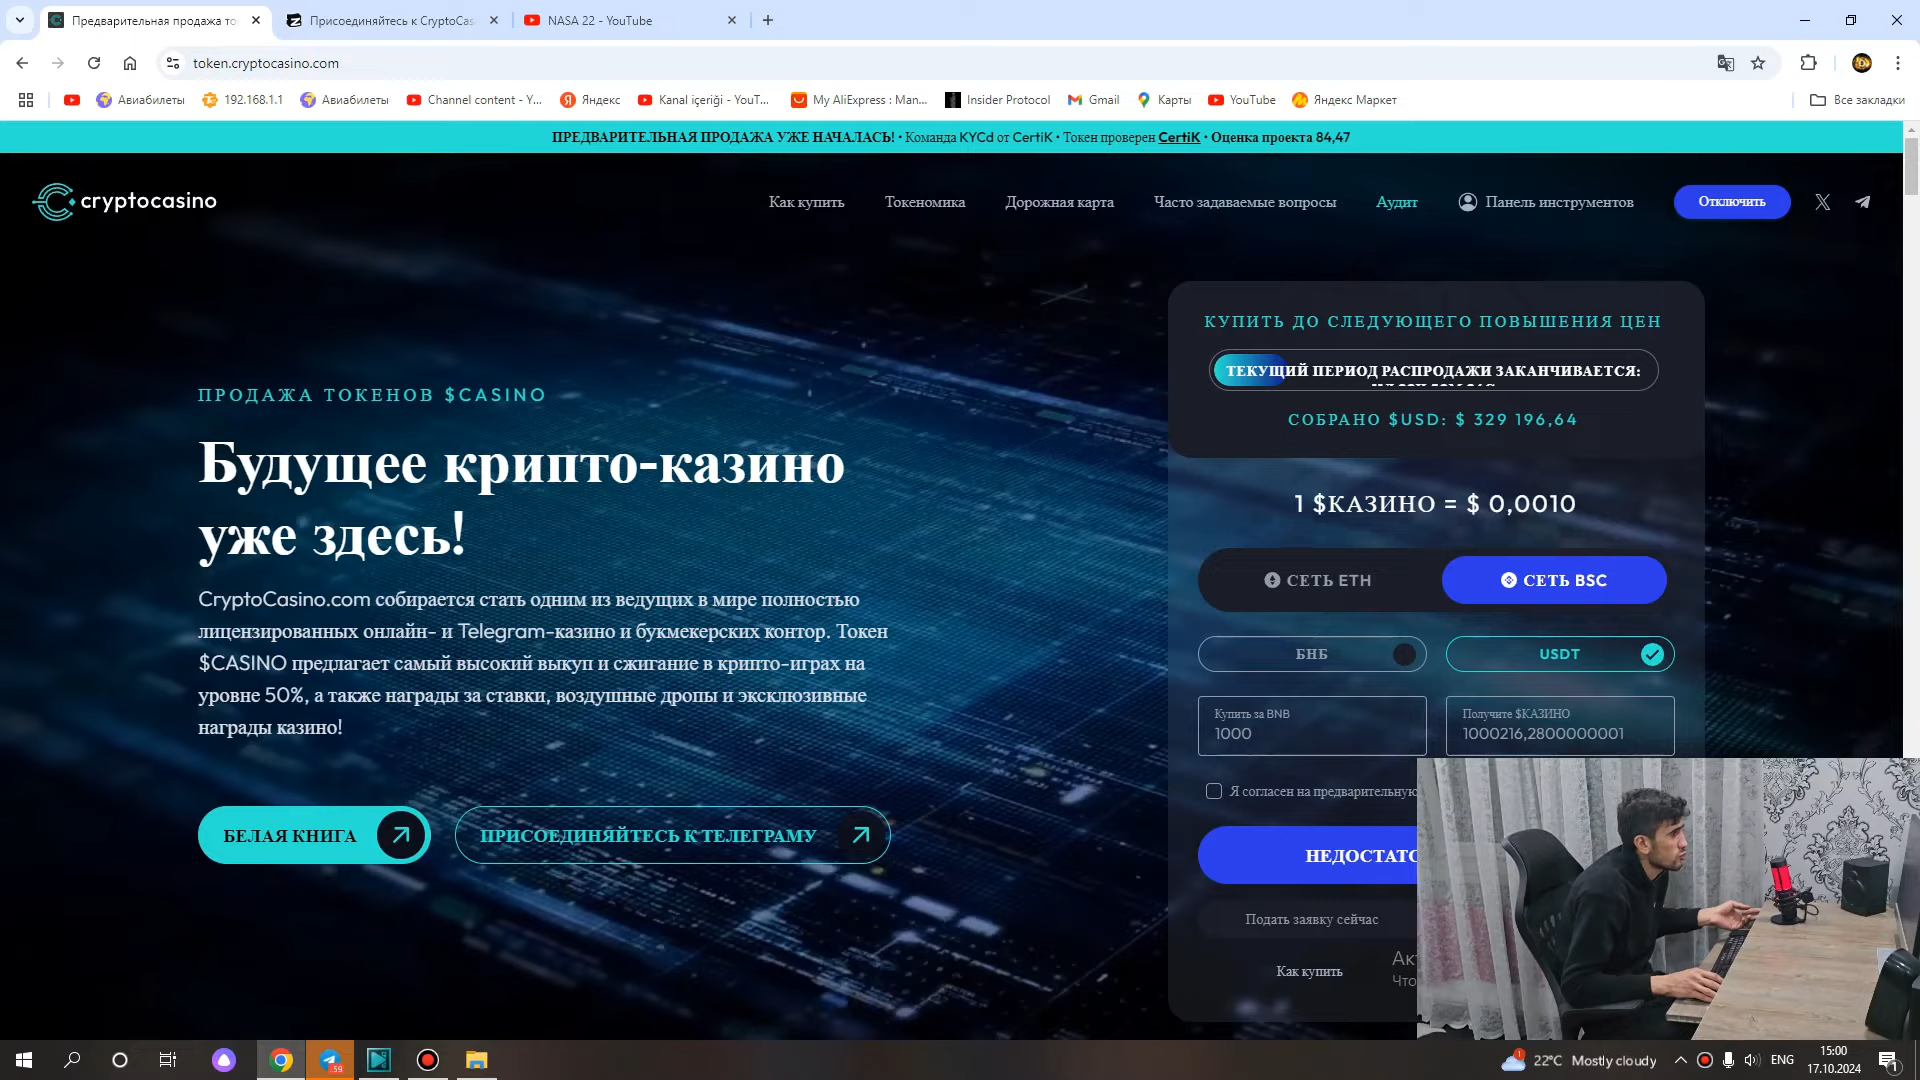 Предварительная продажа то
Присоединяйтесь к CryptoCas
NASA 22 - YouTube
token.cryptocasino.com
Авиабилеты
192.168.1.1
Авиабилеты
Channel content - Y...
Яндекс
Kanal içeriği - YouT...
My AliExpress : Man...
Insider Protocol
Gmail
Карты
YouTube
Яндекс Маркет
Все закладки
ПРЕДВАРИТЕЛЬНАЯ ПРОДАЖА УЖЕ НАЧАЛАСЬ! • Команда KYCd от CertiK • Токен проверен CertiK • Оценка проекта 84,47
cryptocasino
Как купить
Токеномика
Дорожная карта
Часто задаваемые вопросы
Аудит
Панель инструментов
Отключить
ПРОДАЖА ТОКЕНОВ $CASINO
Будущее крипто-казино
уже здесь!
CryptoCasino.com собирается стать одним из ведущих в мире полностью
лицензированных онлайн- и Telegram-казино и букмекерских контор. Токен
$CASINO предлагает самый высокий выкуп и сжигание в крипто-играх на
уровне 50%, а также награды за ставки, воздушные дропы и эксклюзивные
награды казино!
БЕЛАЯ КНИГА
ПРИСОЕДИНЯЙТЕСЬ К ТЕЛЕГРАМУ
КУПИТЬ ДО СЛЕДУЮЩЕГО ПОВЫШЕНИЯ ЦЕН
ТЕКУЩИЙ ПЕРИОД РАСПРОДАЖИ ЗАКАНЧИВАЕТСЯ:
СОБРАНО $USD: $ 329 196,64
1 $КАЗИНО = $ 0,0010
СЕТЬ ETH
СЕТЬ BSC
БНБ
USDT
Купить за BNB
1000
Получите $КАЗИНО
1000216,2800000001
Я согласен на предварительную
НЕДОСТАТО
Подать заявку сейчас
Как купить
Ак
Что
59
1
22°C Mostly cloudy
ENG
15:00
17.10.2024
1